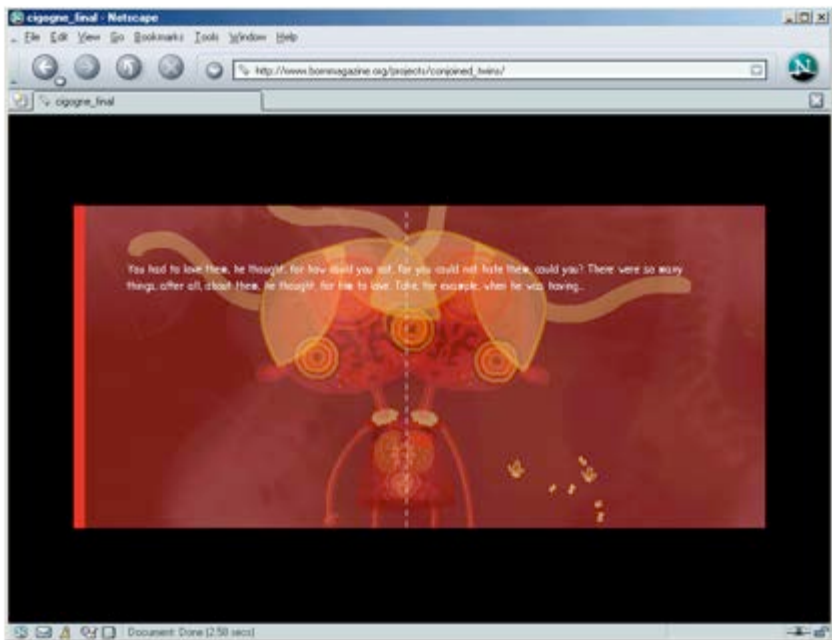 cigogne_final - Netscape
File Edit View Go Bookmarks Tools Window Help
http://www.bornmagazine.org/projects/conjoined_twins/
cigogne_final
You had to love them, he thought, for how could you not, for you could not hate them, could you? There were so many
things, after all, about them, he thought, for him to love. Take, for example, when he was having...
Document: Done (2.58 secs)